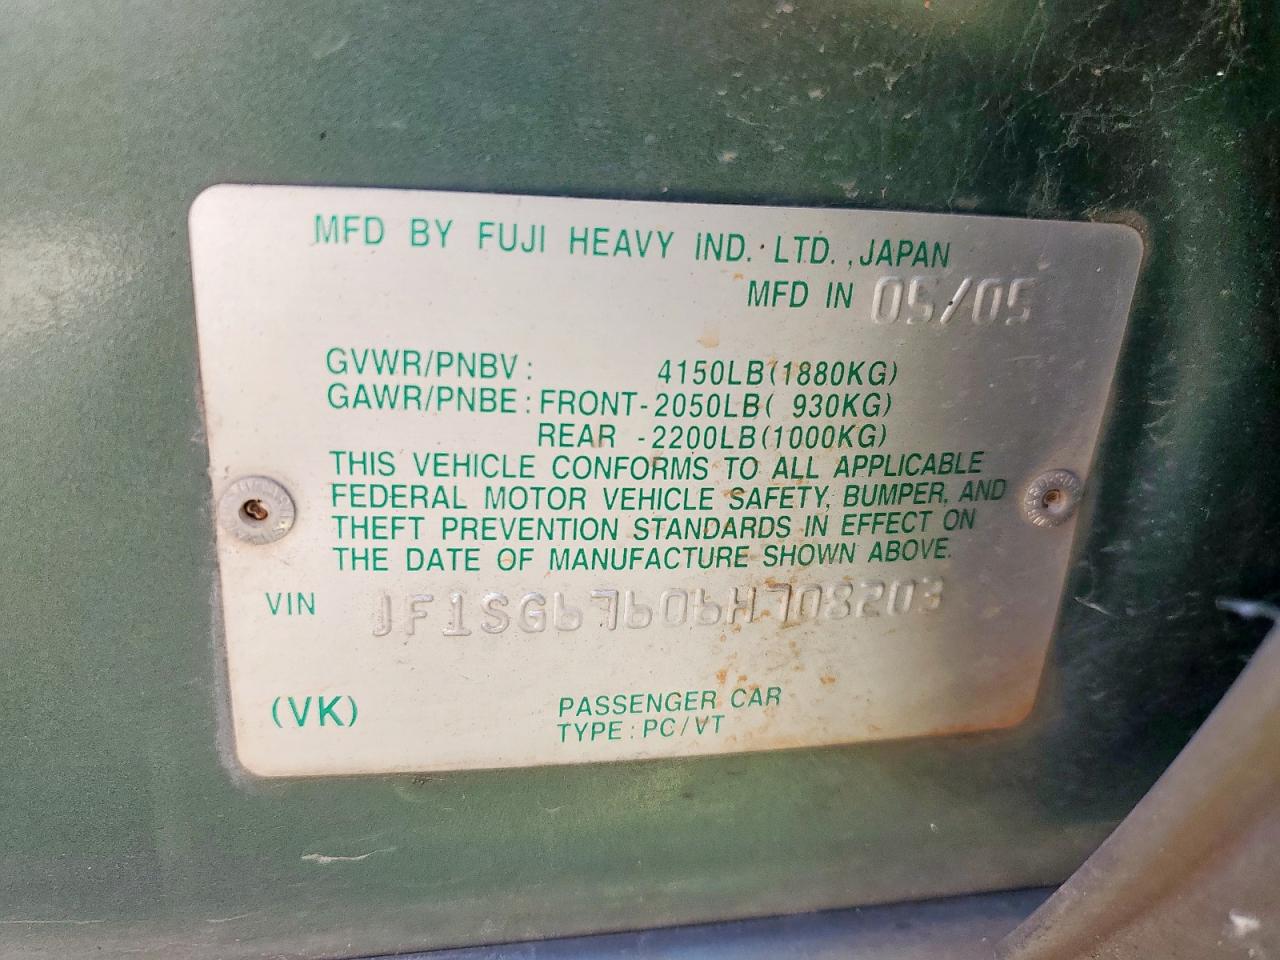 MFD BY FUJI HEAVY IND. LTD., JAPAN
MFD IN 05/05
GVWR/PNBV: 4150LB(1880KG)
GAWR/PNBE: FRONT-2050LB( 930KG)
REAR -2200LB(1000KG)
THIS VEHICLE CONFORMS TO ALL APPLICABLE
FEDERAL MOTOR VEHICLE SAFETY, BUMPER, AND
THEFT PREVENTION STANDARDS IN EFFECT ON
THE DATE OF MANUFACTURE SHOWN ABOVE.
VIN JF1SG67606H708203
(VK) PASSENGER CAR
TYPE: PC/VT